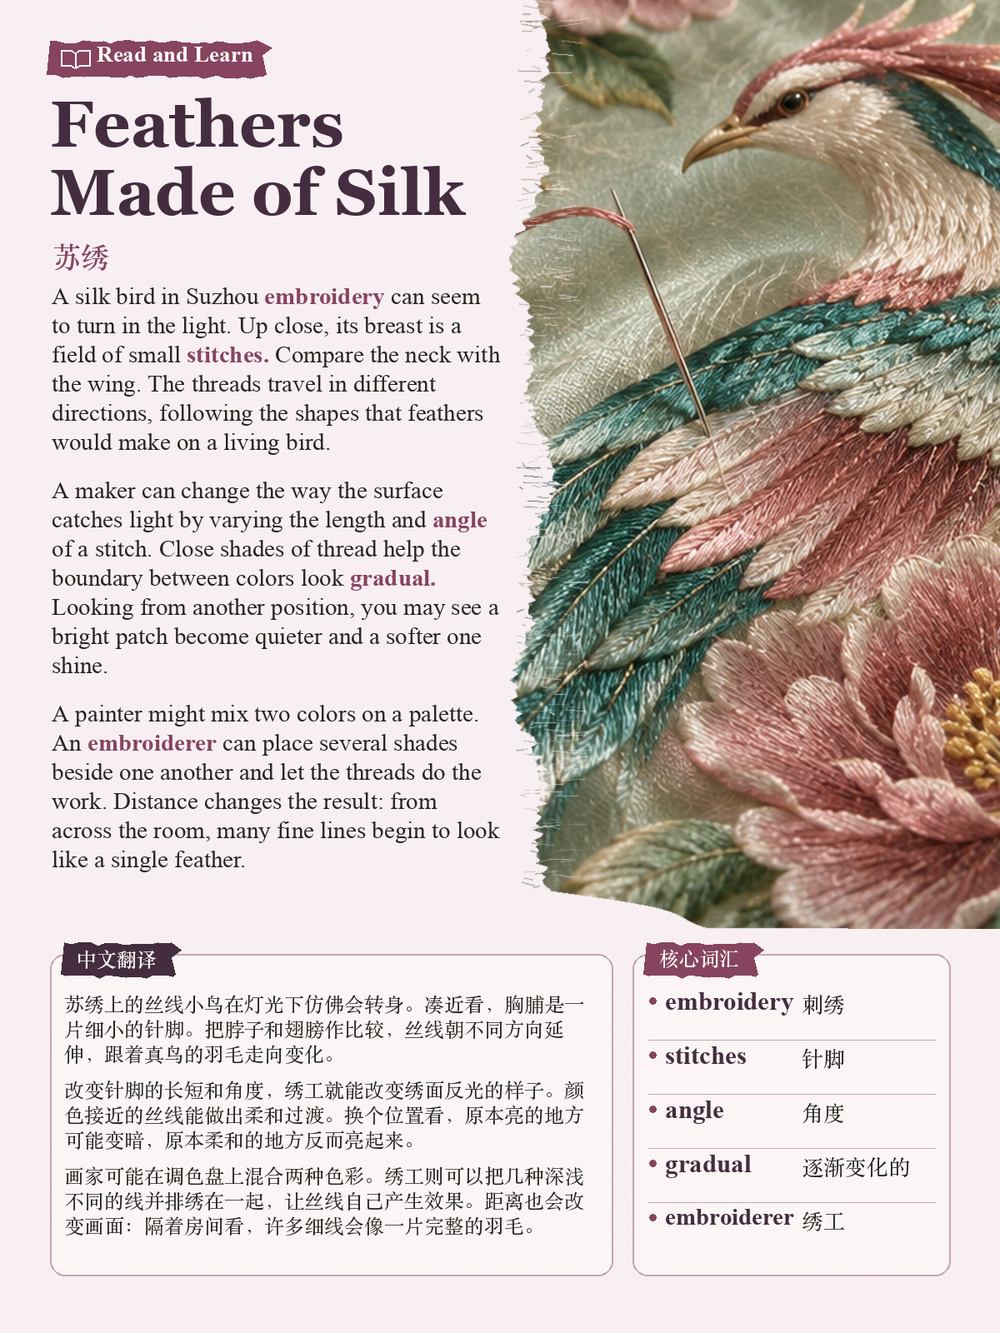 Read and Learn
Feathers
Made of Silk
苏绣
A silk bird in Suzhou embroidery can seem
to turn in the light. Up close, its breast is a
field of small stitches. Compare the neck with
the wing. The threads travel in different
directions, following the shapes that feathers
would make on a living bird.
A maker can change the way the surface
catches light by varying the length and angle
of a stitch. Close shades of thread help the
boundary between colors look gradual.
Looking from another position, you may see a
bright patch become quieter and a softer one
shine.
A painter might mix two colors on a palette.
An embroiderer can place several shades
beside one another and let the threads do the
work. Distance changes the result: from
across the room, many fine lines begin to look
like a single feather.
中文翻译
苏绣上的丝线小鸟在灯光下仿佛会转身。凑近看，胸脯是一
片细小的针脚。把脖子和翅膀作比较，丝线朝不同方向延
伸，跟着真鸟的羽毛走向变化。
改变针脚的长短和角度，绣工就能改变绣面反光的样子。颜
色接近的丝线能做出柔和过渡。换个位置看，原本亮的地方
可能变暗，原本柔和的地方反而亮起来。
画家可能在调色盘上混合两种色彩。绣工则可以把几种深浅
不同的线并排绣在一起，让丝线自己产生效果。距离也会改
变画面：隔着房间看，许多细线会像一片完整的羽毛。
核心词汇
• embroidery 刺绣
• stitches 针脚
• angle 角度
• gradual 逐渐变化的
• embroiderer 绣工